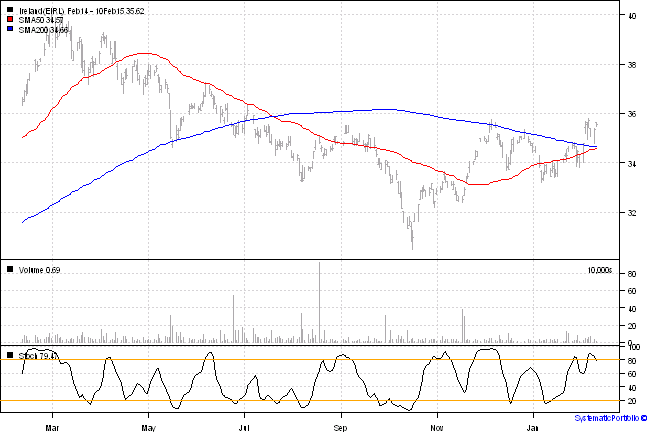 Ireland(EIRL) Feb14 - 10Feb15 35.62
SMA50 34.57
SMA200 34.66
40
38
36
34
32
Volume 0.69
10,000s
80
60
40
20
0
Stoch 79.47
100
80
60
40
20
Mar May Jul Sep Nov Jan
SystematicPortfolio ©